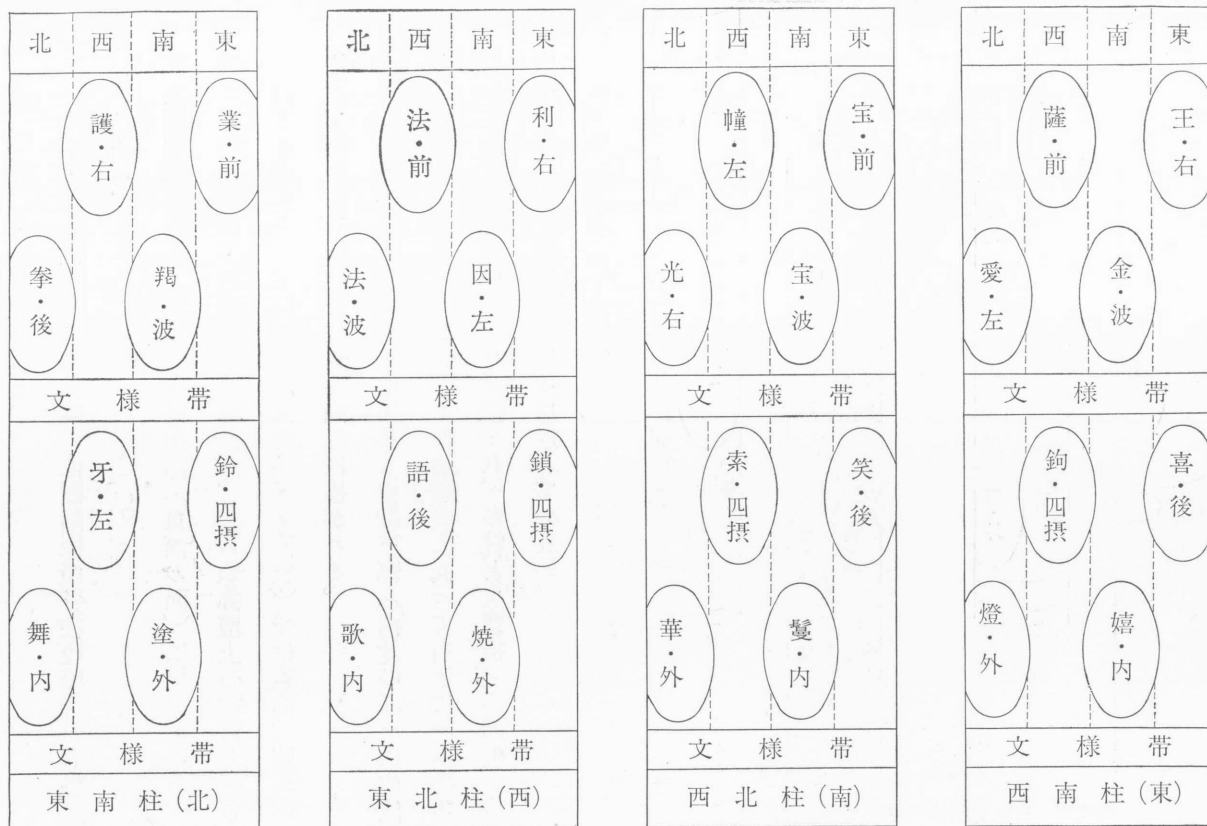 北 西 南 東
護・右
業・前
拳・後
羯・波
文様帯
牙・左
鈴・四摂
舞・内
塗・外
文様帯
東南柱(北)
北 西 南 東
法・前
利・右
法・波
因・左
文様帯
語・後
鎖・四摂
歌・内
焼・外
文様帯
東北柱(西)
北 西 南 東
幢・左
宝・前
光・右
宝・波
文様帯
索・四摂
笑・後
華・外
鬘・内
文様帯
西北柱(南)
北 西 南 東
薩・前
王・右
愛・左
金・波
文様帯
鉤・四摂
喜・後
燈・外
嬉・内
文様帯
西南柱(東)